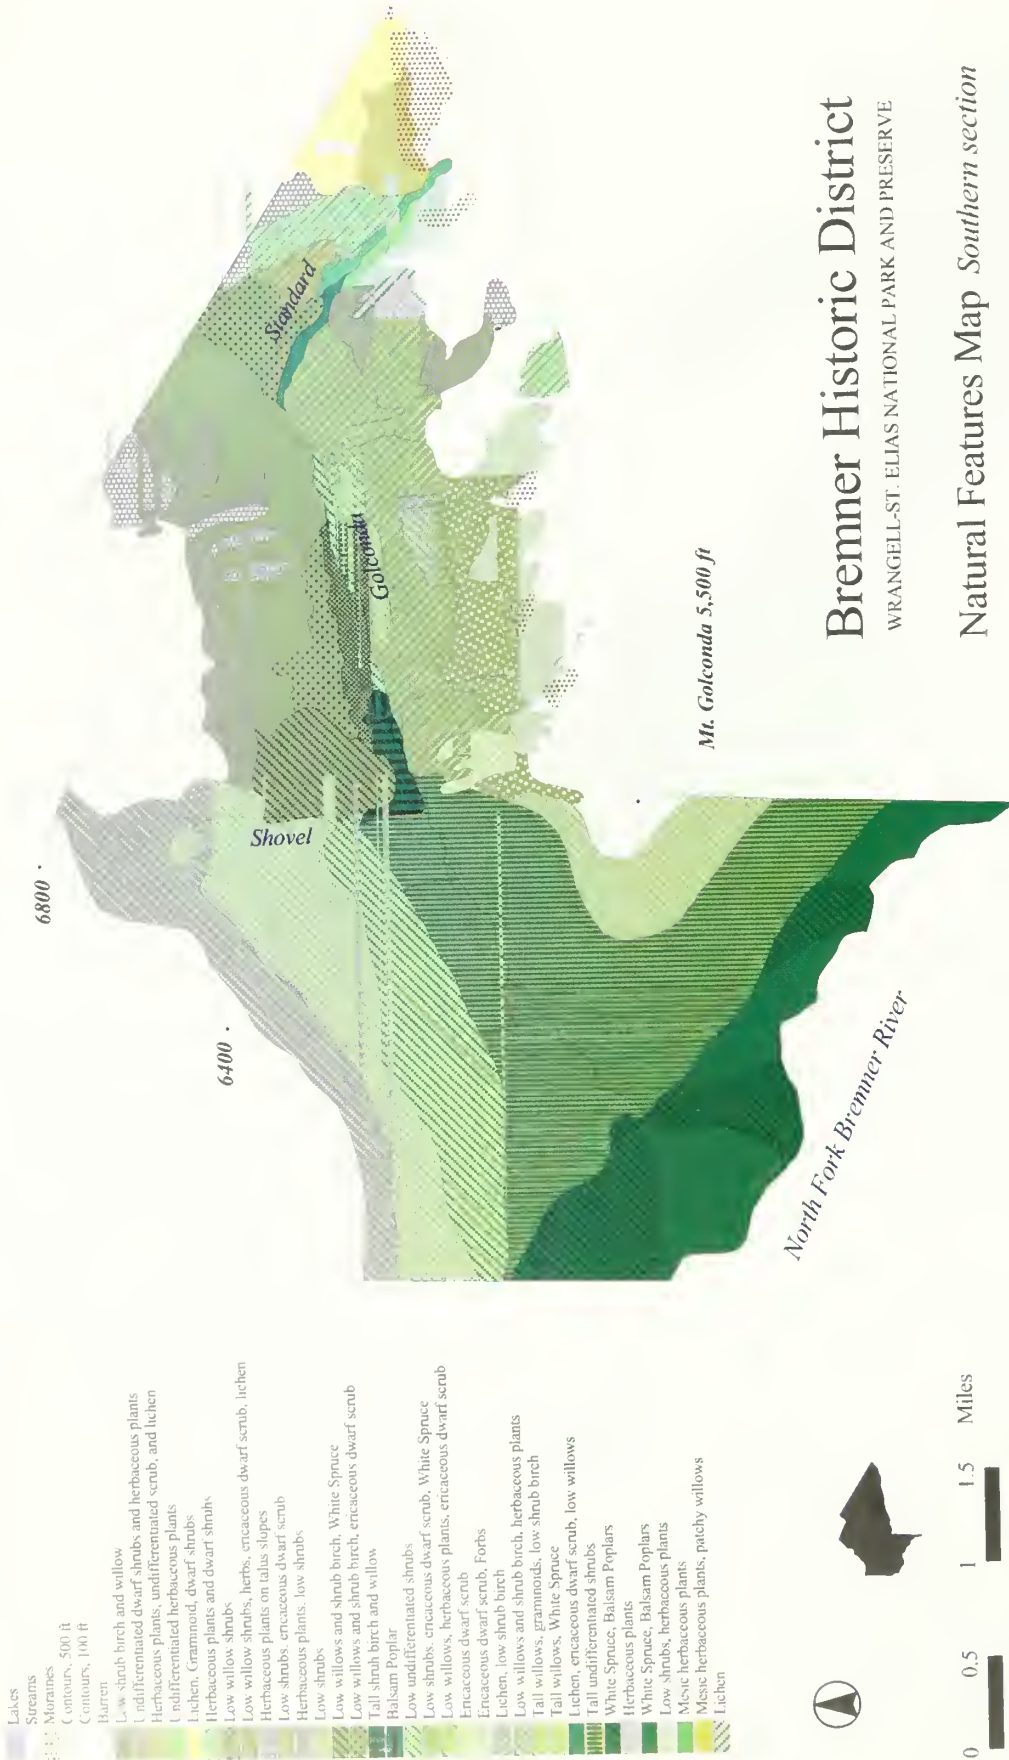 Lakes
Streams
Moraines
Contours, 500 ft
Contours, 100 ft
Barren
Low shrub birch and willow
Undifferentiated dwarf shrubs and herbaceous plants
Herbaceous plants, undifferentiated scrub, and lichen
Undifferentiated herbaceous plants
Lichen, Graminoid, dwarf shrubs
Herbaceous plants and dwarf shrubs
Low willow shrubs
Low willow shrubs, herbs, ericaceous dwarf scrub, lichen
Herbaceous plants on talus slopes
Low shrubs, ericaceous dwarf scrub
Herbaceous plants, low shrubs
Low shrubs
Low willows and shrub birch, White Spruce
Low willows and shrub birch, ericaceous dwarf scrub
Tall shrub birch and willow
Balsam Poplar
Low undifferentiated shrubs
Low shrubs, ericaceous dwarf scrub, White Spruce
Low willows, herbaceous plants, ericaceous dwarf scrub
Ericaceous dwarf scrub
Ericaceous dwarf scrub, Forbs
Lichen, low shrub birch
Low willows and shrub birch, herbaceous plants
Tall willows, graminoids, low shrub birch
Tall willows, White Spruce
Lichen, ericaceous dwarf scrub, low willows
Tall undifferentiated shrubs
White Spruce, Balsam Poplars
Herbaceous plants
White Spruce, Balsam Poplars
Low shrubs, herbaceous plants
Mesic herbaceous plants
Mesic herbaceous plants, patchy willows
Lichen
0 0.5 1 1.5 Miles
6800
6400
Shovel
Standard
Golconda
Mt. Golconda 5,500 ft
North Fork Bremner River
Bremner Historic District
WRANGELL-ST. ELIAS NATIONAL PARK AND PRESERVE
Natural Features Map Southern section